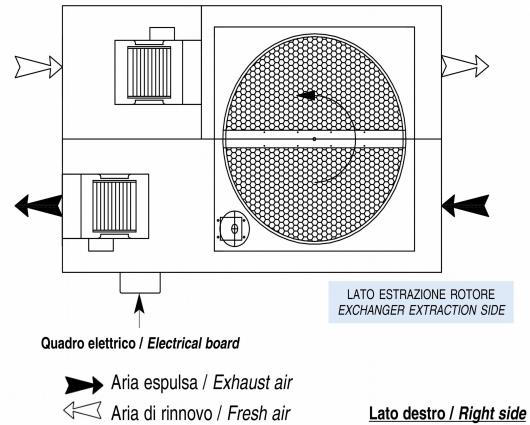 LATO ESTRAZIONE ROTORE
EXCHANGER EXTRACTION SIDE
Quadro elettrico / Electrical board
Aria espulsa / Exhaust air
Aria di rinnovo / Fresh air
Lato destro / Right side